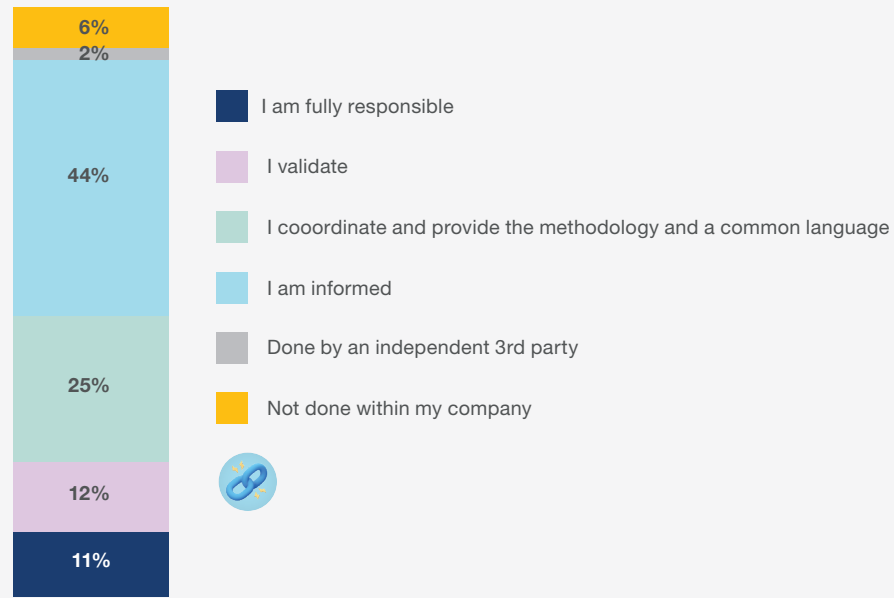 6%
2%
44%
25%
12%
11%
I am fully responsible
I validate
I cooordinate and provide the methodology and a common language
I am informed
Done by an independent 3rd party
Not done within my company